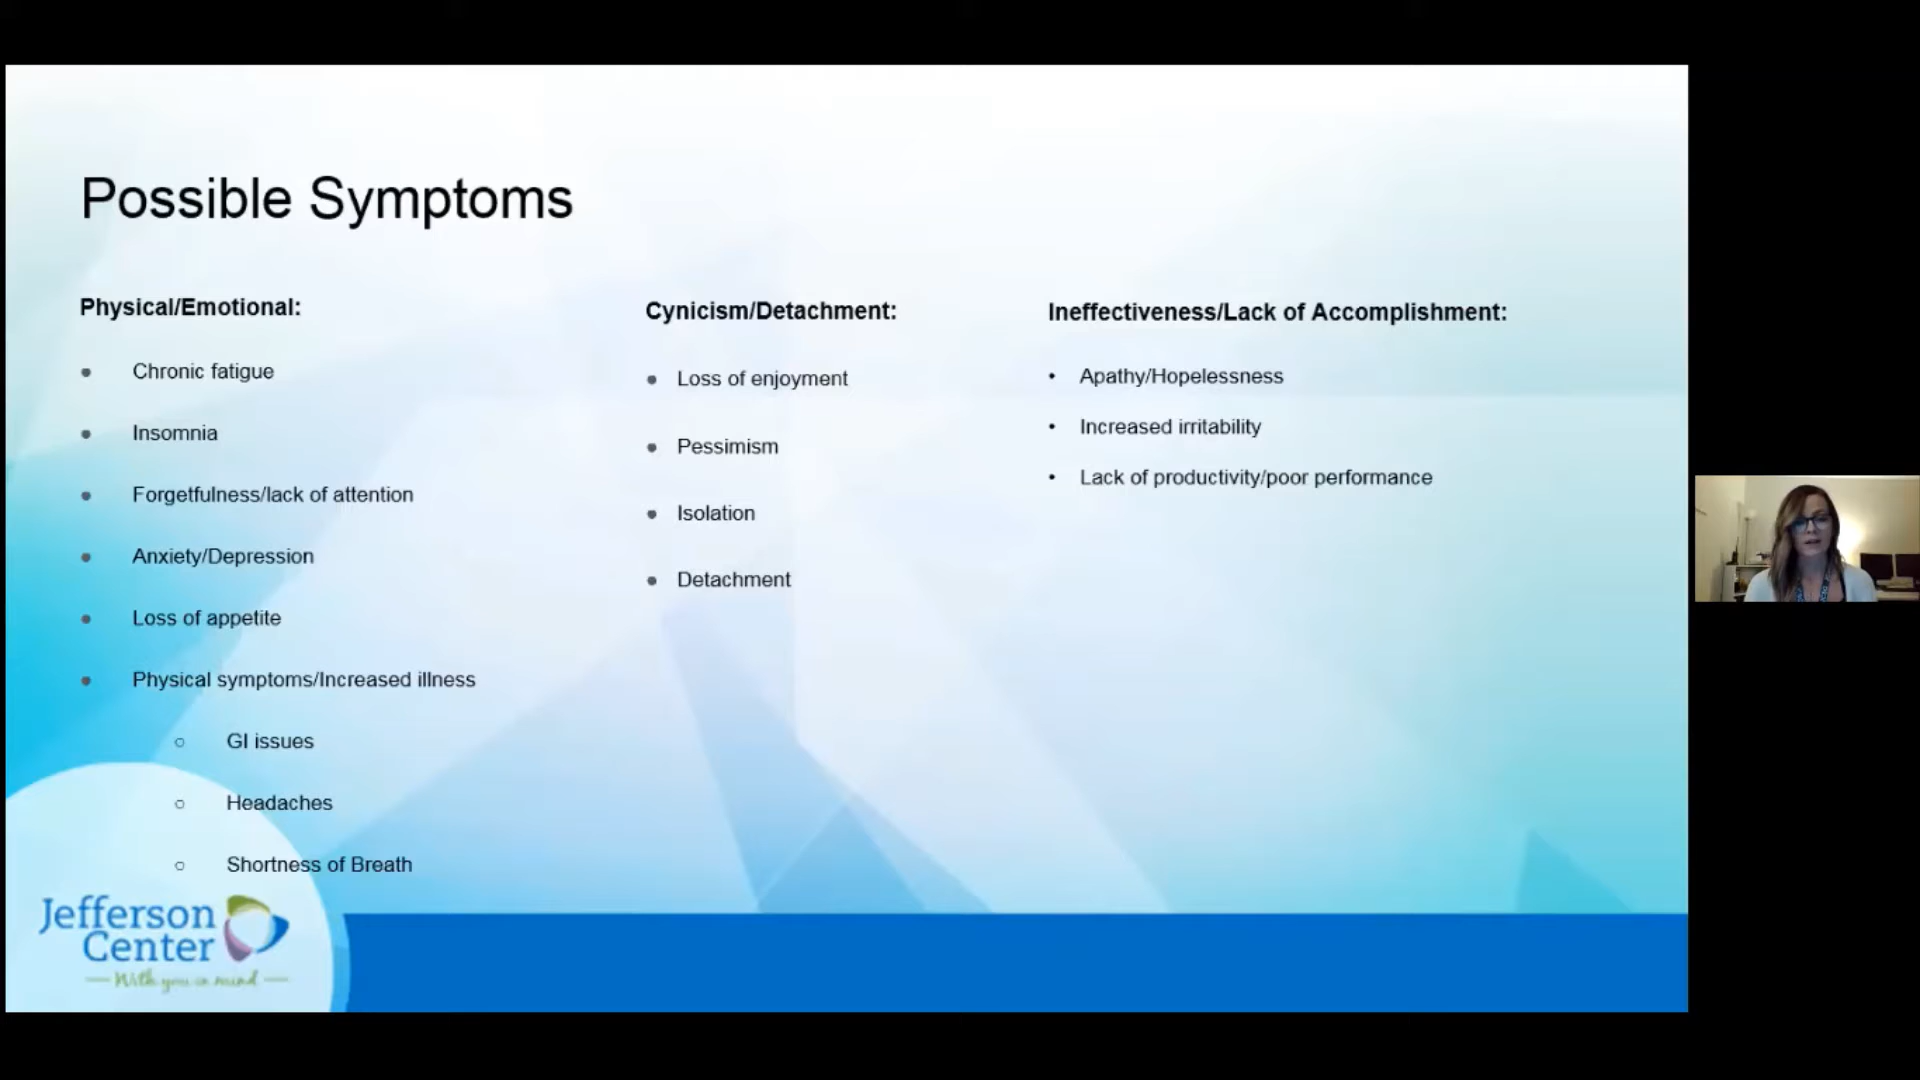 Possible Symptoms
Physical/Emotional:
Chronic fatigue
Insomnia
Forgetfulness/lack of attention
Anxiety/Depression
Loss of appetite
Physical symptoms/Increased illness
GI issues
Headaches
Shortness of Breath
Cynicism/Detachment:
Loss of enjoyment
Pessimism
Isolation
Detachment
Ineffectiveness/Lack of Accomplishment:
Apathy/Hopelessness
Increased irritability
Lack of productivity/poor performance
Jefferson
Center
With you in mind